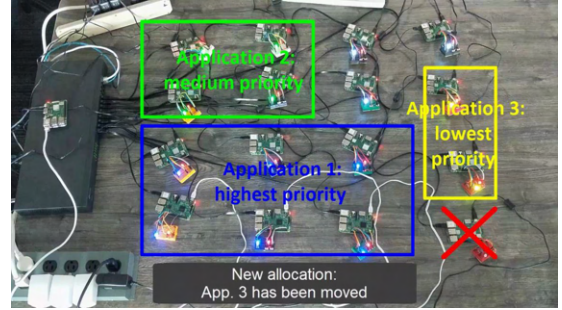 Application 2:
medium priority
Application 3:
lowest
priority
Application 1:
highest priority
New allocation:
App. 3 has been moved